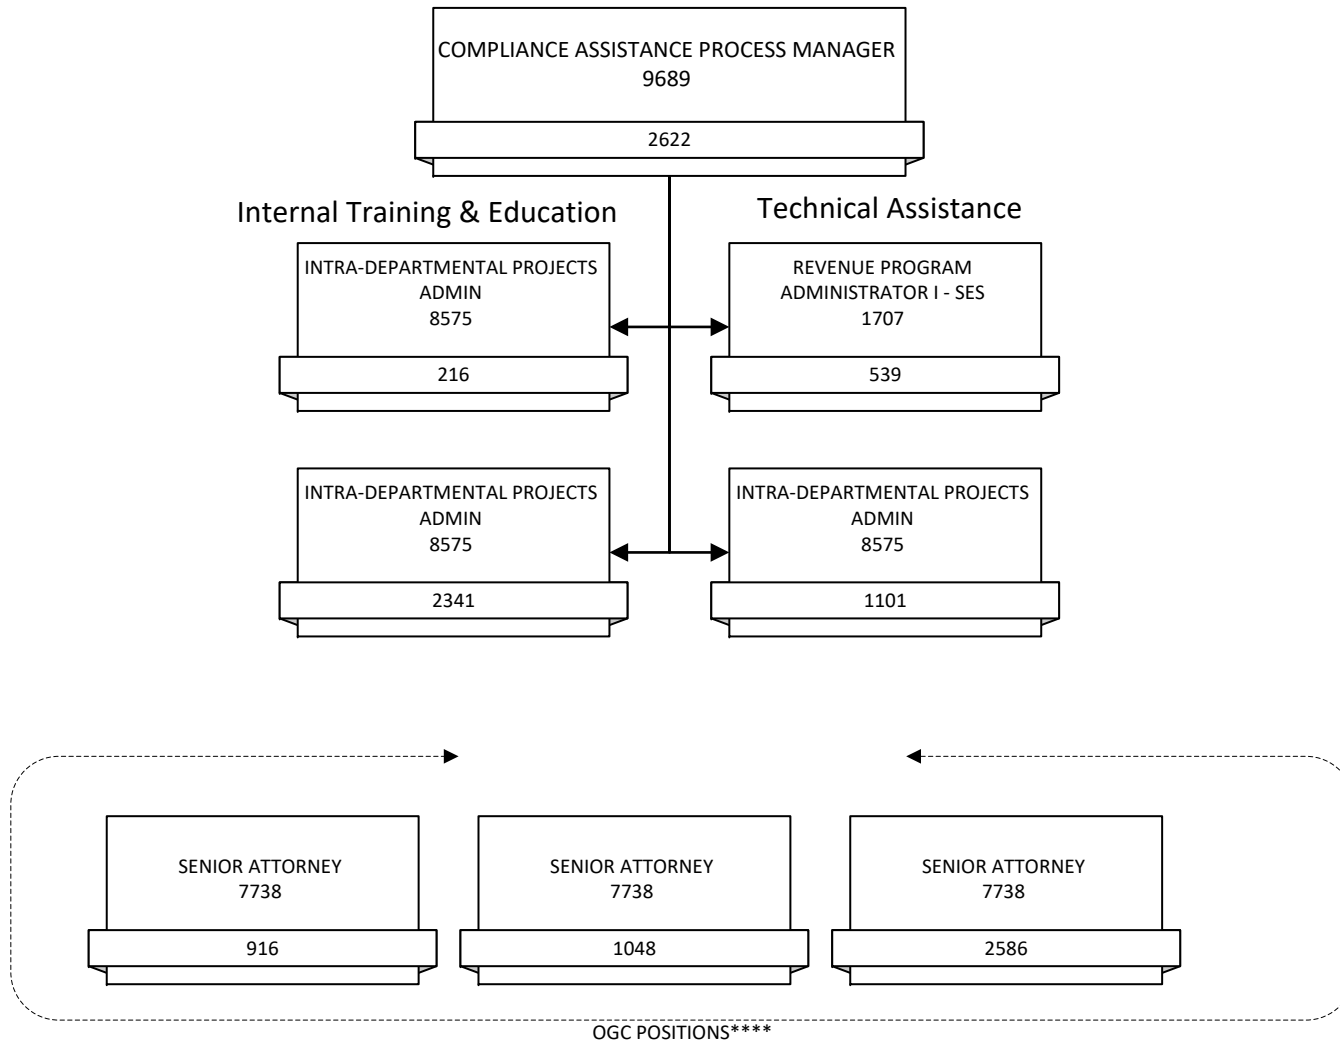 COMPLIANCE ASSISTANCE PROCESS MANAGER
9689
2622
Internal Training & Education
Technical Assistance
INTRA-DEPARTMENTAL PROJECTS
ADMIN
8575
216
REVENUE PROGRAM
ADMINISTRATOR I - SES
1707
539
INTRA-DEPARTMENTAL PROJECTS
ADMIN
8575
2341
INTRA-DEPARTMENTAL PROJECTS
ADMIN
8575
1101
SENIOR ATTORNEY
7738
916
SENIOR ATTORNEY
7738
1048
SENIOR ATTORNEY
7738
2586
OGC POSITIONS****